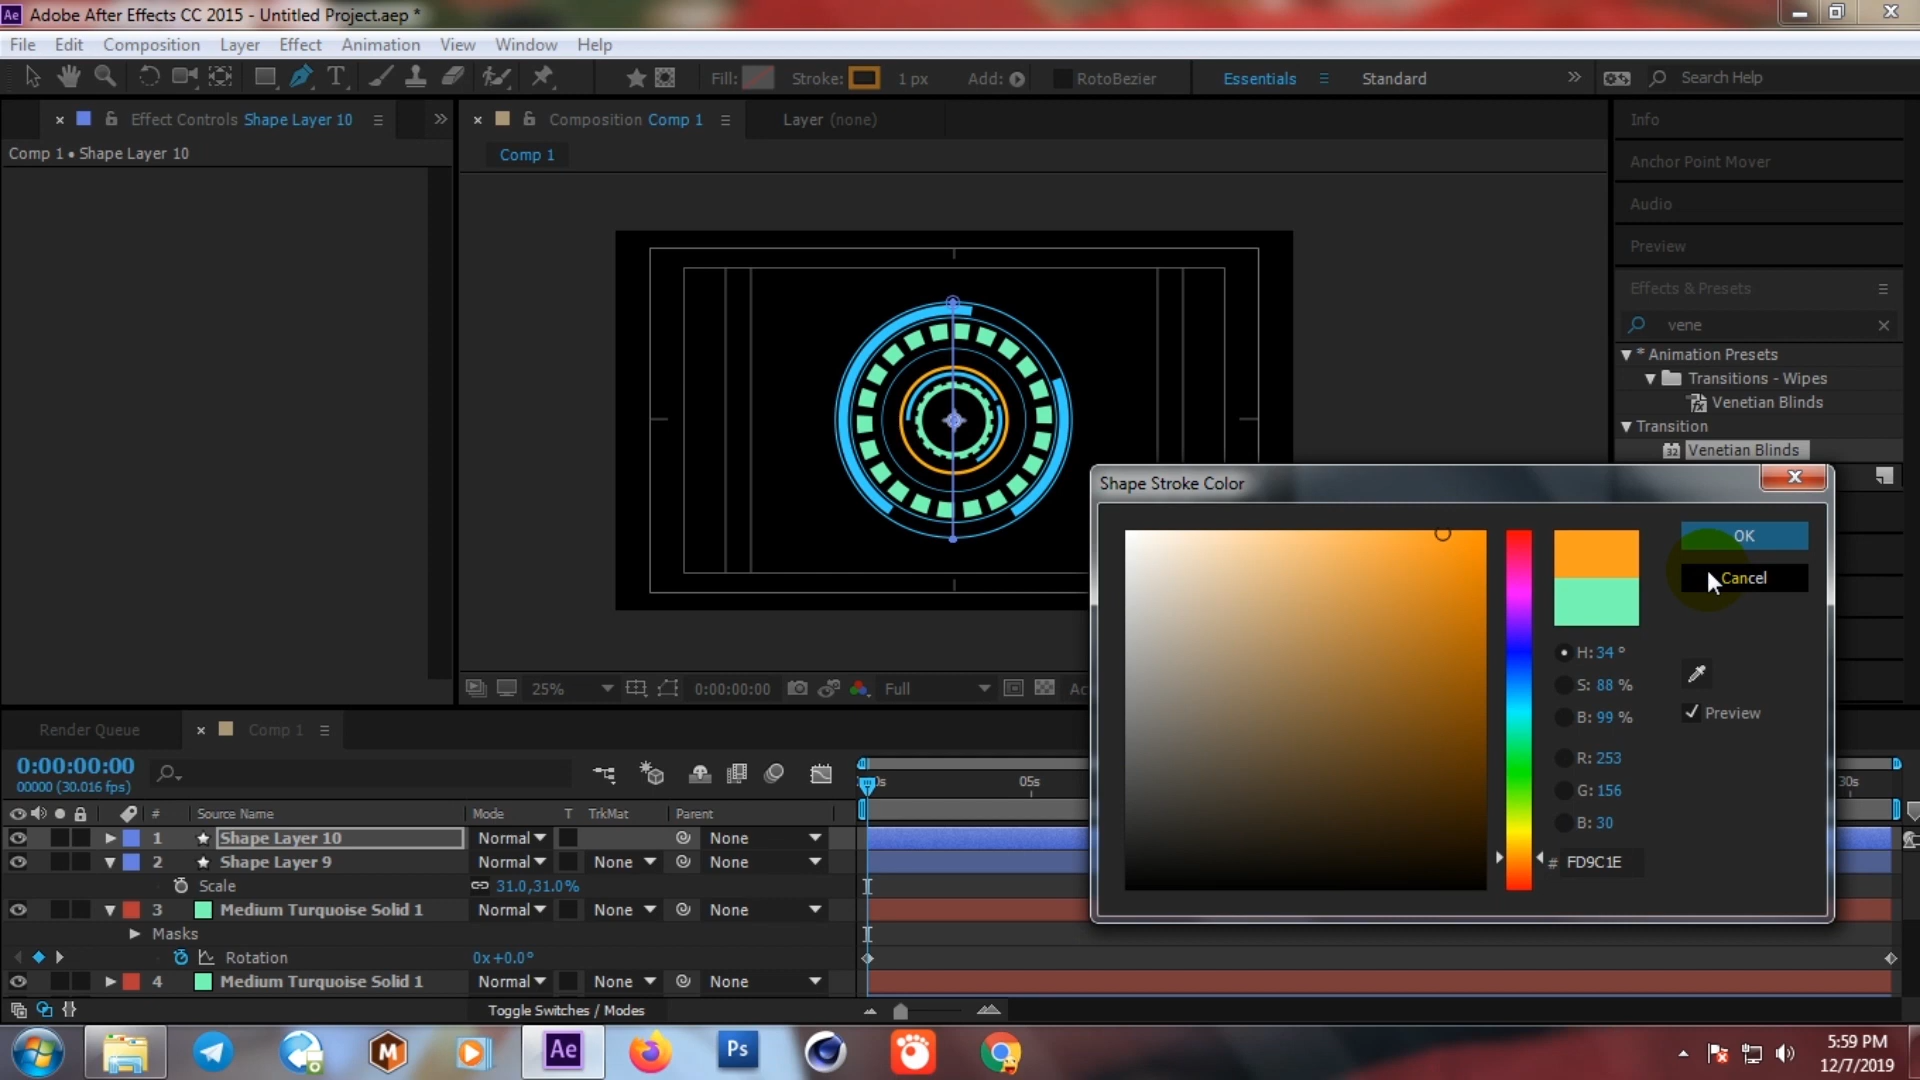 Ae Adobe After Effects CC 2015 - Untitled Project.aep *
File Edit Composition Layer Effect Animation View Window Help
Fill: Stroke: 1 px Add: RotoBezier Essentials Standard Search Help
Effect Controls Shape Layer 10
Composition Comp 1
Layer (none)
Comp 1 • Shape Layer 10
Comp 1
Info
Anchor Point Mover
Audio
Preview
Effects & Presets
vene
* Animation Presets
Transitions - Wipes
Venetian Blinds
Transition
32 Venetian Blinds
Shape Stroke Color
OK
Cancel
H: 34 °
S: 88 %
B: 99 %
Preview
R: 253
G: 156
B: 30
# FD9C1E
25% 0:00:00:00 Full
Render Queue
Comp 1
0:00:00:00
00000 (30.016 fps)
05s
30s
# Source Name Mode T TrkMat Parent
1 Shape Layer 10 Normal None
2 Shape Layer 9 Normal None None
Scale 31.0,31.0%
3 Medium Turquoise Solid 1 Normal None None
Masks
Rotation 0x+0.0°
4 Medium Turquoise Solid 1 Normal None None
Toggle Switches / Modes
Ae
Ps
5:59 PM
12/7/2019